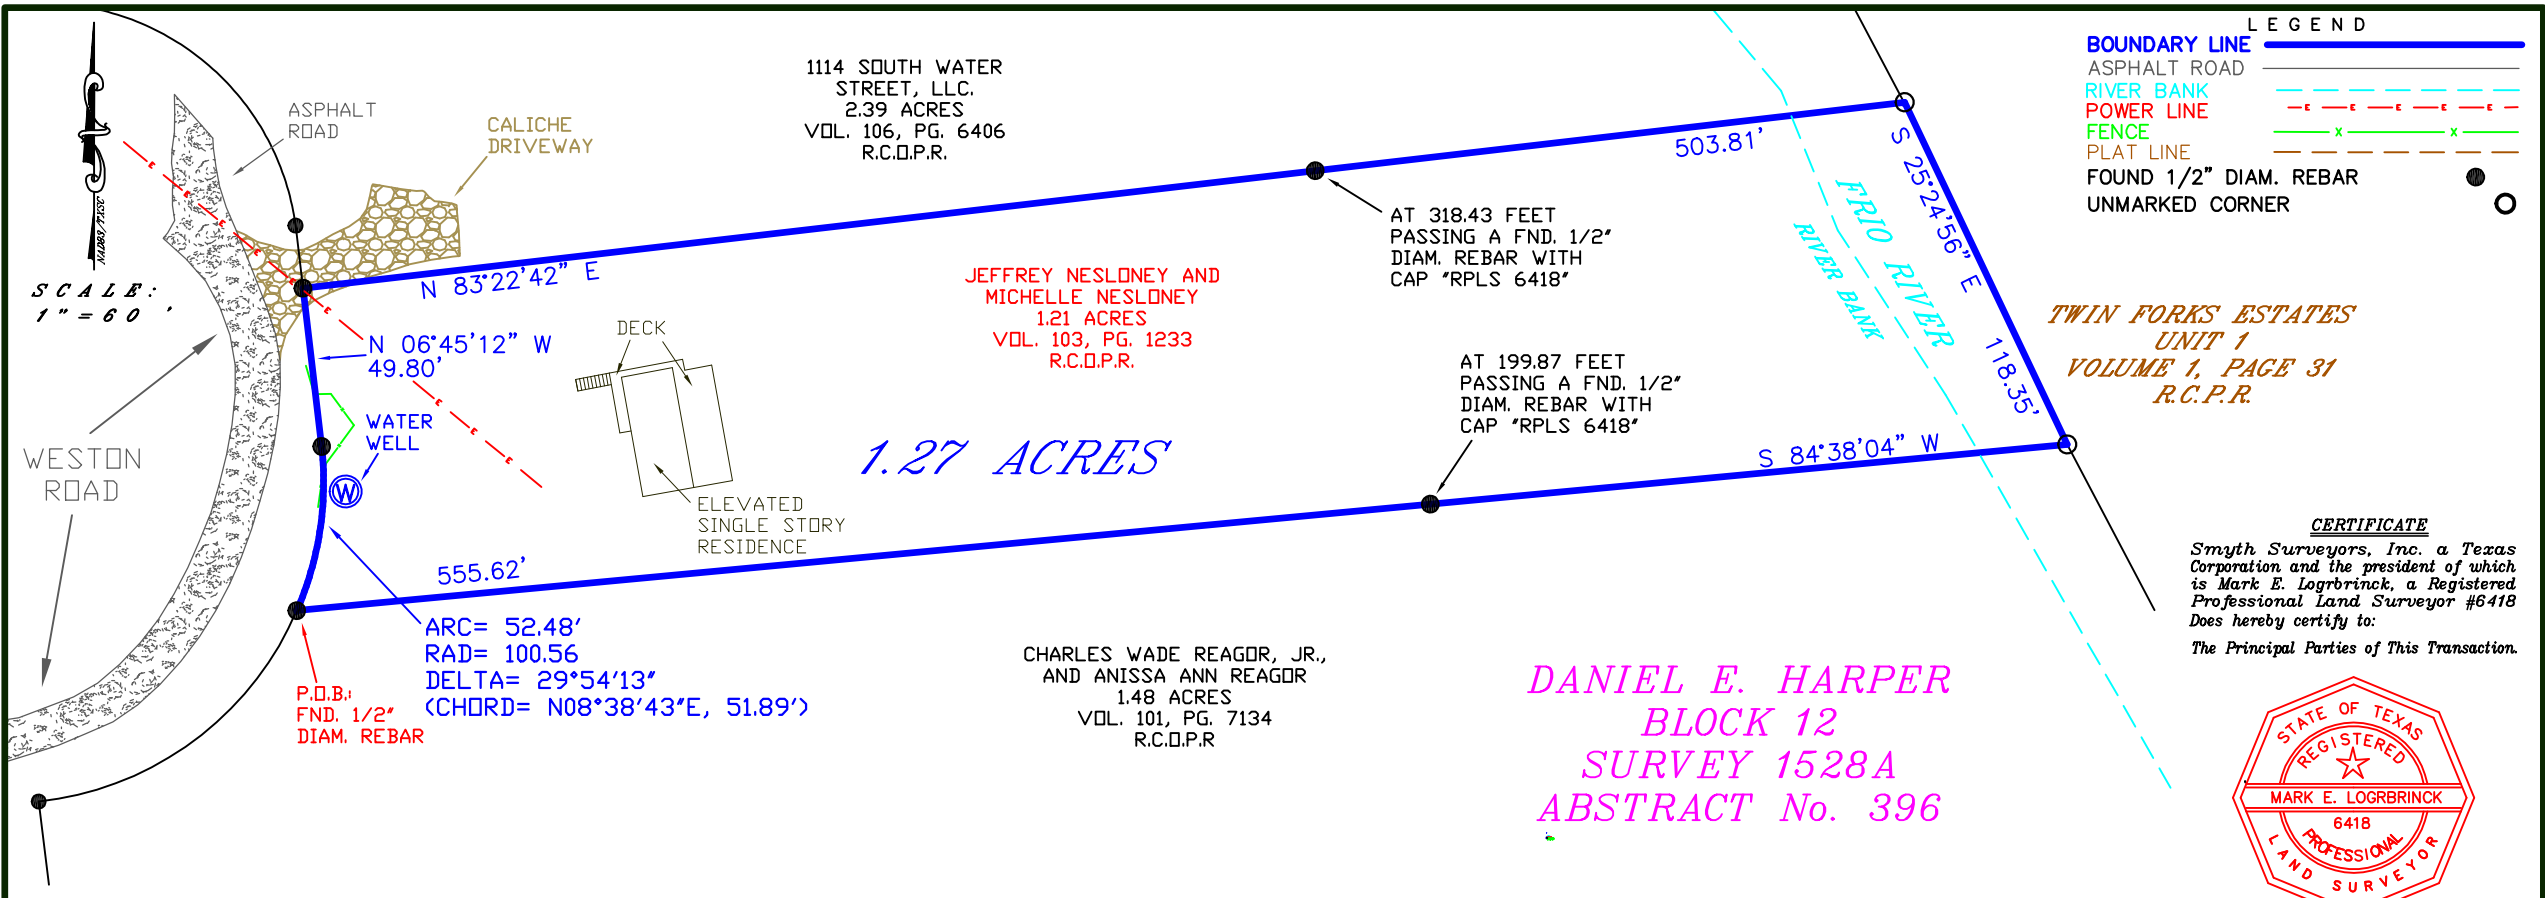 LEGEND
BOUNDARY LINE
ASPHALT ROAD
RIVER BANK
POWER LINE
E E E E E
FENCE
X X
PLAT LINE
FOUND 1/2" DIAM. REBAR
UNMARKED CORNER
NAD83/TXSC
SCALE:
1"=60'
ASPHALT
ROAD
CALICHE
DRIVEWAY
1114 SOUTH WATER
STREET, LLC.
2.39 ACRES
VOL. 106, PG. 6406
R.C.O.P.R.
503.81'
N 83°22'42" E
AT 318.43 FEET
PASSING A FND. 1/2"
DIAM. REBAR WITH
CAP "RPLS 6418"
S 25°24'56" E
118.35'
FRIO RIVER
RIVER BANK
JEFFREY NESLONEY AND
MICHELLE NESLONEY
1.21 ACRES
VOL. 103, PG. 1233
R.C.O.P.R.
TWIN FORKS ESTATES
UNIT 1
VOLUME 1, PAGE 31
R.C.P.R.
N 06°45'12" W
49.80'
DECK
AT 199.87 FEET
PASSING A FND. 1/2"
DIAM. REBAR WITH
CAP "RPLS 6418"
WATER
WELL
W
WESTON
ROAD
1.27 ACRES
S 84°38'04" W
ELEVATED
SINGLE STORY
RESIDENCE
555.62'
ARC= 52.48'
RAD= 100.56
DELTA= 29°54'13"
(CHORD= N08°38'43"E, 51.89')
P.O.B.:
FND. 1/2"
DIAM. REBAR
CHARLES WADE REAGOR, JR.,
AND ANISSA ANN REAGOR
1.48 ACRES
VOL. 101, PG. 7134
R.C.O.P.R
DANIEL E. HARPER
BLOCK 12
SURVEY 1528A
ABSTRACT No. 396
CERTIFICATE
Smyth Surveyors, Inc. a Texas
Corporation and the president of which
is Mark E. Logrbrinck, a Registered
Professional Land Surveyor #6418
Does hereby certify to:
The Principal Parties of This Transaction.
STATE OF TEXAS
REGISTERED
MARK E. LOGRBRINCK
6418
PROFESSIONAL
LAND SURVEYOR